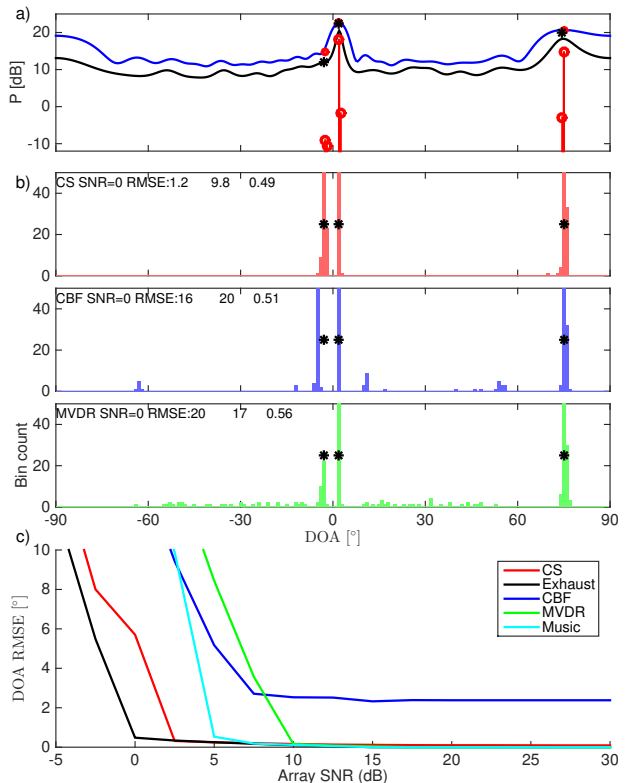 a)
20
10
0
-10
P [dB]
b)
CS SNR=0 RMSE:1.2 9.8 0.49
40
20
0
CBF SNR=0 RMSE:16 20 0.51
40
20
0
MVDR SNR=0 RMSE:20 17 0.56
40
20
0
Bin count
-90 -60 -30 0 30 60 90
DOA [°]
c)
10
8
6
4
2
0
DOA RMSE [°]
CS
Exhaust
CBF
MVDR
Music
-5 0 5 10 15 20 25 30
Array SNR (dB)